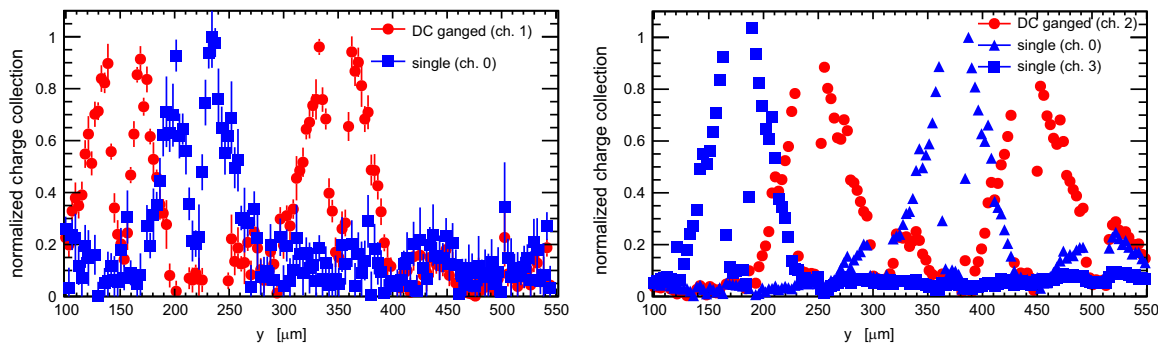 normalized charge collection
1
0.8
0.6
0.4
0.2
0
DC ganged (ch. 1)
single (ch. 0)
100 150 200 250 300 350 400 450 500 550
y [μm]
normalized charge collection
1
0.8
0.6
0.4
0.2
0
DC ganged (ch. 2)
single (ch. 0)
single (ch. 3)
100 150 200 250 300 350 400 450 500 550
y [μm]